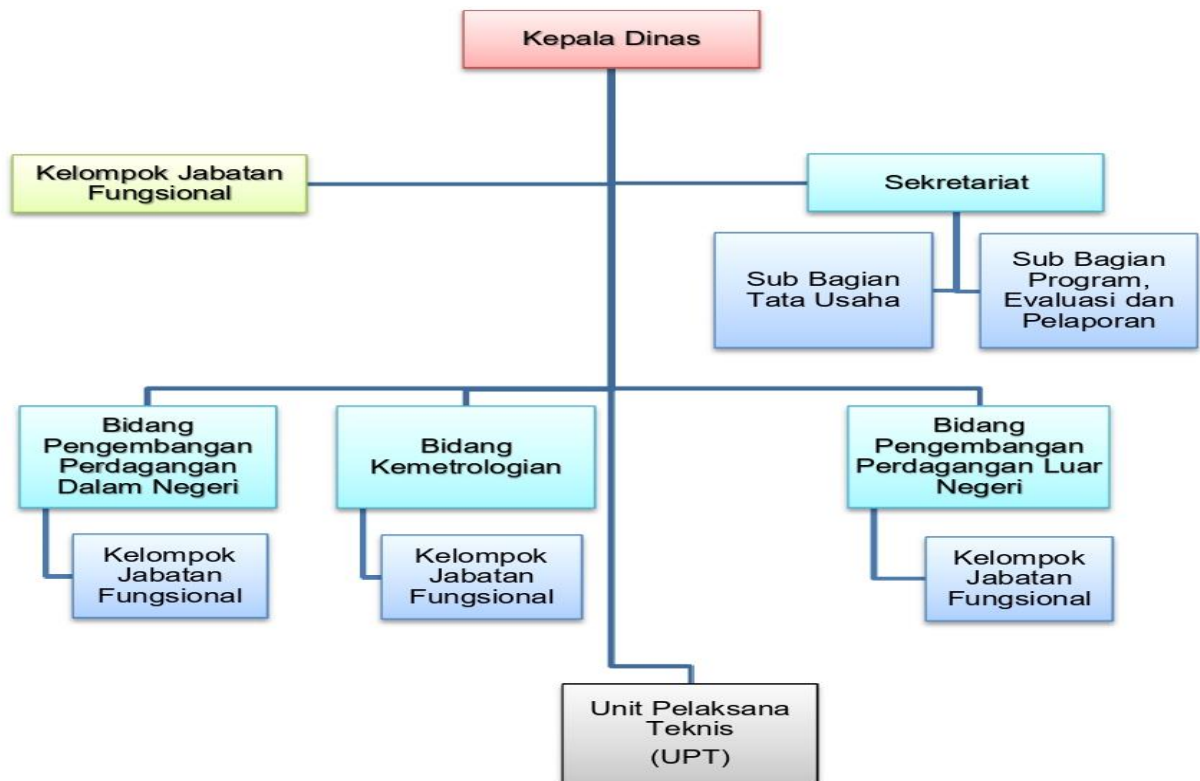 Kepala Dinas
Kelompok Jabatan
Fungsional
Sekretariat
Sub Bagian
Tata Usaha
Sub Bagian
Program,
Evaluasi dan
Pelaporan
Bidang
Pengembangan
Perdagangan
Dalam Negeri
Bidang
Kemetrologian
Bidang
Pengembangan
Perdagangan Luar
Negeri
Kelompok
Jabatan
Fungsional
Kelompok
Jabatan
Fungsional
Kelompok
Jabatan
Fungsional
Unit Pelaksana
Teknis
(UPT)